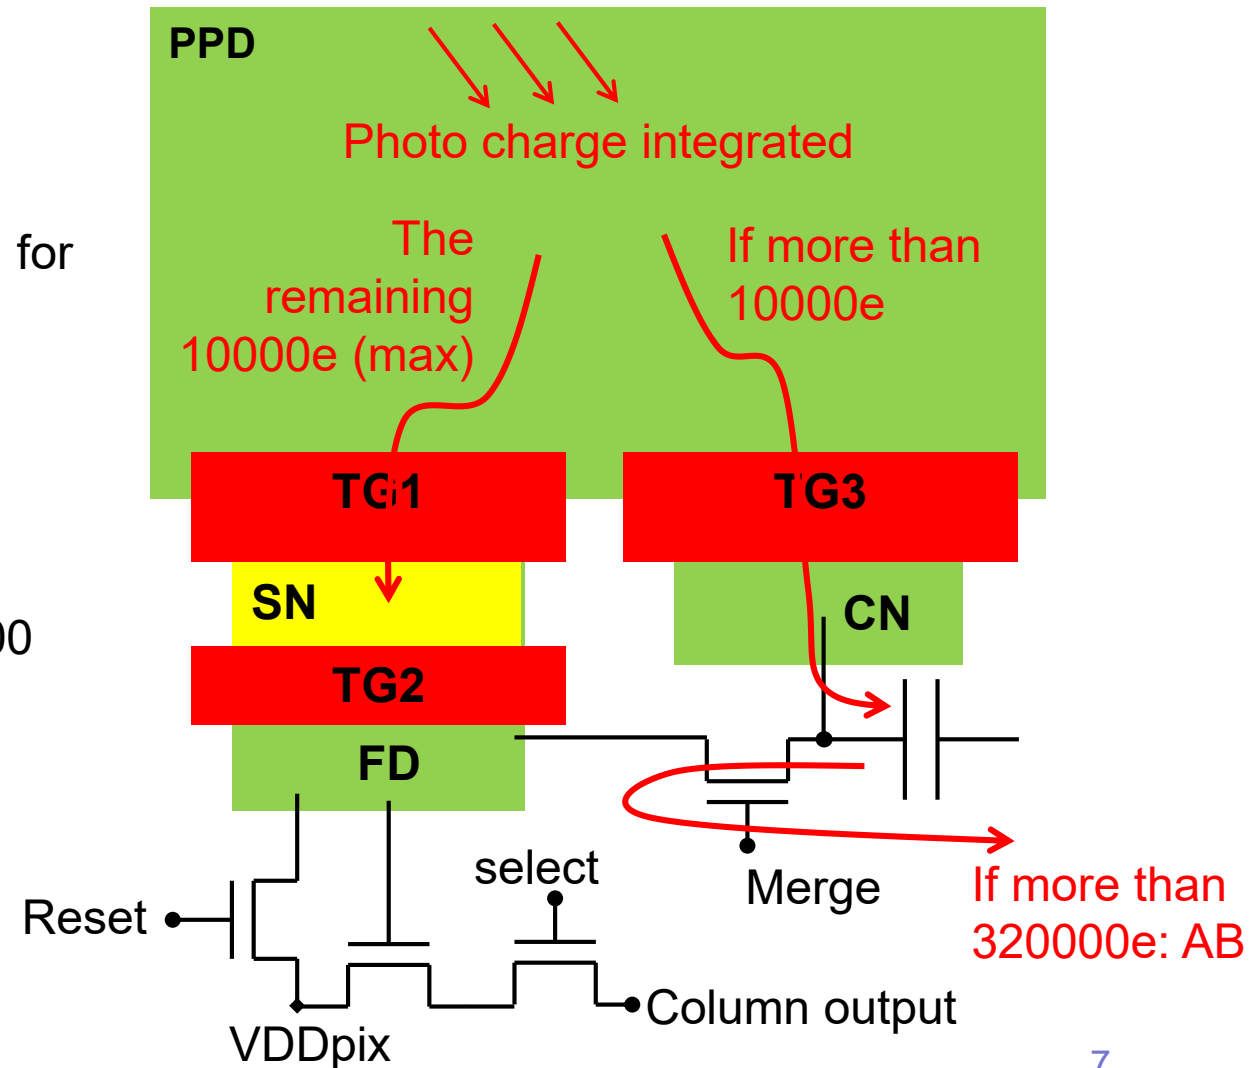 PPD
Photo charge integrated
for
The
remaining
10000e (max)
If more than
10000e
TG1
TG3
SN
CN
00
TG2
FD
select
Merge
Reset
If more than
320000e: AB
Column output
VDDpix
7